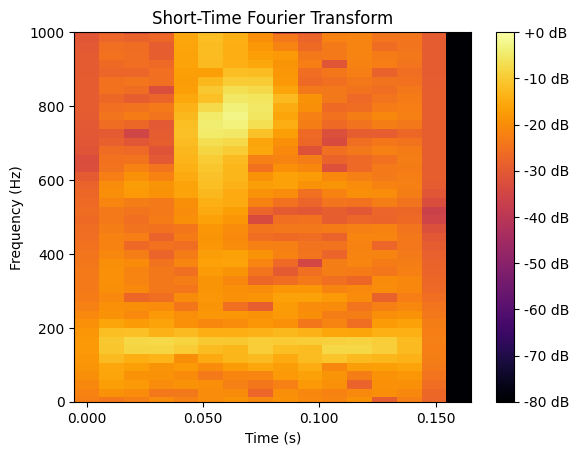 Short-Time Fourier Transform
1000
800
600
400
200
0
Frequency (Hz)
0.000
0.050
0.100
0.150
Time (s)
+0 dB
-10 dB
-20 dB
-30 dB
-40 dB
-50 dB
-60 dB
-70 dB
-80 dB